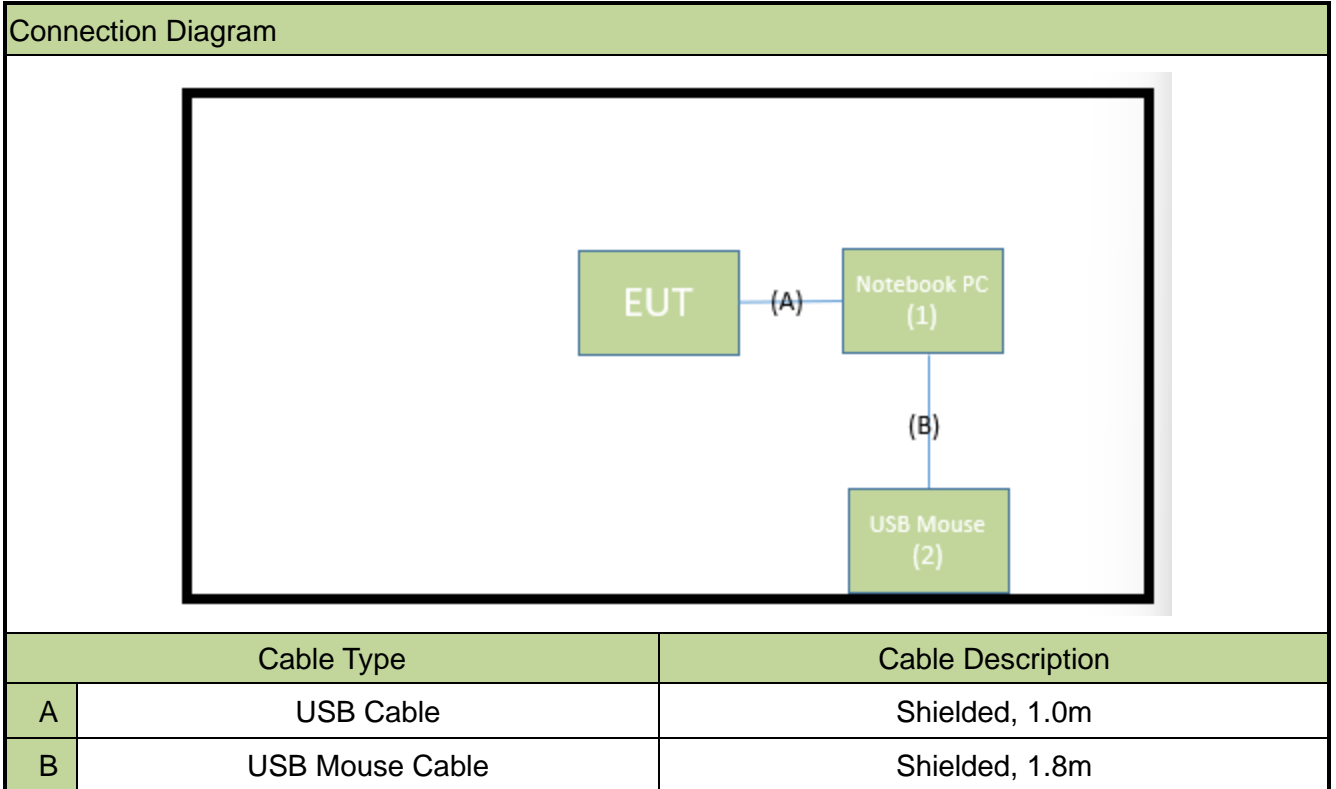 Connection Diagram
EUT
(A)
Notebook PC
(1)
(B)
USB Mouse
(2)
Cable Type Cable Description
A USB Cable Shielded, 1.0m
B USB Mouse Cable Shielded, 1.8m